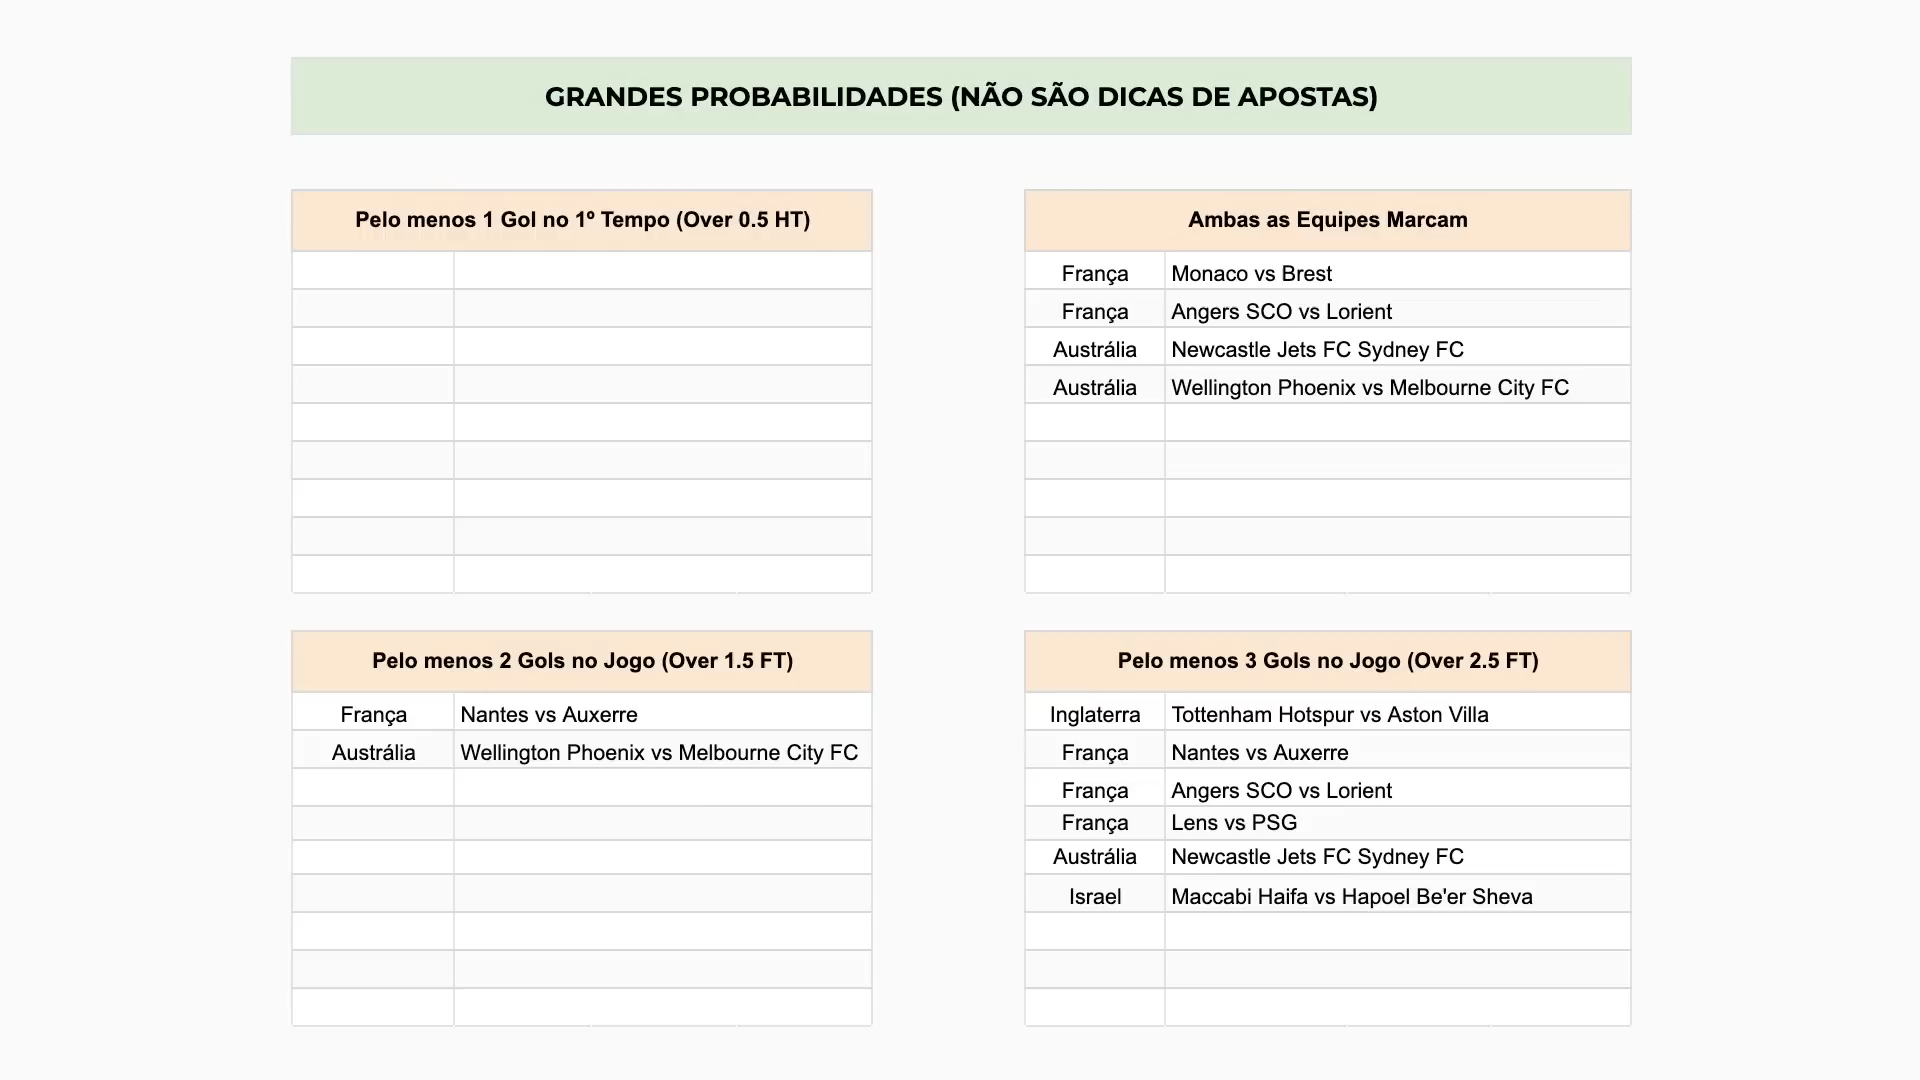 GRANDES PROBABILIDADES (NÃO SÃO DICAS DE APOSTAS)
Pelo menos 1 Gol no 1º Tempo (Over 0.5 HT)
Ambas as Equipes Marcam
França Monaco vs Brest
França Angers SCO vs Lorient
Austrália Newcastle Jets FC Sydney FC
Austrália Wellington Phoenix vs Melbourne City FC
Pelo menos 2 Gols no Jogo (Over 1.5 FT)
França Nantes vs Auxerre
Austrália Wellington Phoenix vs Melbourne City FC
Pelo menos 3 Gols no Jogo (Over 2.5 FT)
Inglaterra Tottenham Hotspur vs Aston Villa
França Nantes vs Auxerre
França Angers SCO vs Lorient
França Lens vs PSG
Austrália Newcastle Jets FC Sydney FC
Israel Maccabi Haifa vs Hapoel Be'er Sheva